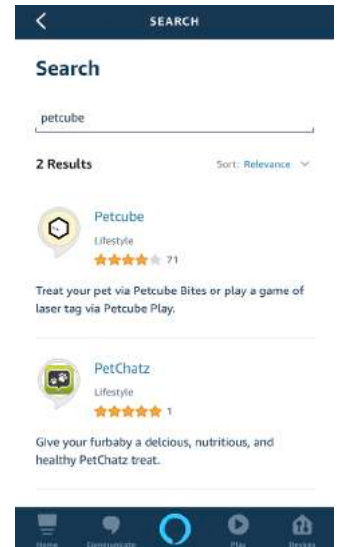 SEARCH
Search
petcube
2 Results
Sort: Relevance
Petcube
Lifestyle
71
Treat your pet via Petcube Bites or play a game of
laser tag via Petcube Play.
PetChatz
Lifestyle
1
Give your furbaby a delcious, nutritious, and
healthy PetChatz treat.
Home Communicate Play Devices